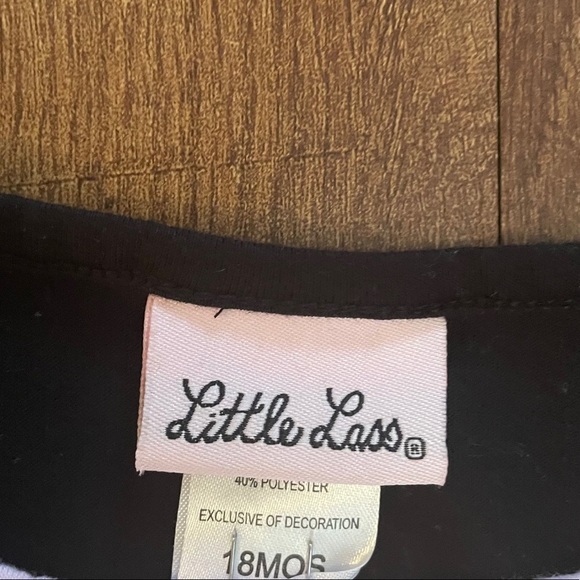 Little Lass®
40% POLYESTER
EXCLUSIVE OF DECORATION
18MOS